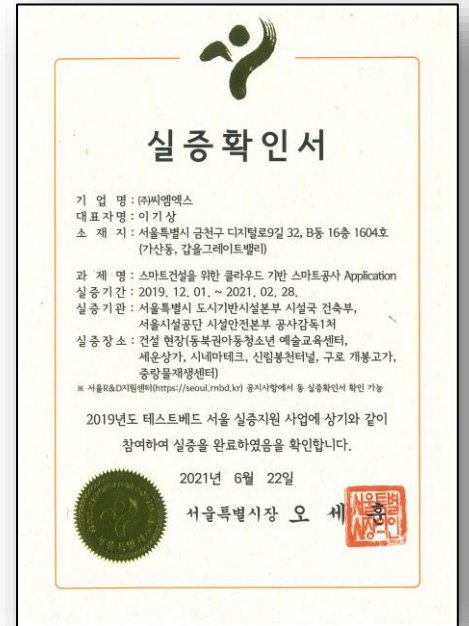 실증확인서
기 업 명 : (주)씨엠엑스
대표자명 : 이기상
소 재 지 : 서울특별시 금천구 디지털로9길 32, B동 16층 1604호
(가산동, 갑을그레이트밸리)
과 제 명 : 스마트건설을 위한 클라우드 기반 스마트공사 Application
실증기간 : 2019. 12. 01. ~ 2021. 02. 28.
실증기관 : 서울특별시 도시기반시설본부 시설국 건축부,
서울시설공단 시설안전본부 공사감독1처
실증장소 : 건설 현장(동북권아동청소년 예술교육센터,
세운상가, 시네마테크, 신림봉천터널, 구로 개봉고가,
중랑물재생센터)
※ 서울R&D지원센터(https://seoul.rnbd.kr) 공지사항에서 동 실증확인서 확인 가능
2019년도 테스트베드 서울 실증지원 사업에 상기와 같이
참여하여 실증을 완료하였음을 확인합니다.
2021년 6월 22일
서울특별시장 오 세 훈
서울특별
시장의인